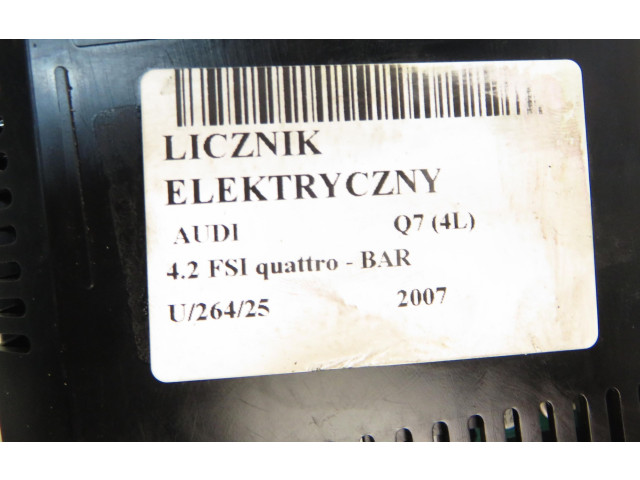 LICZNIK
ELEKTRYCZNY
AUDI Q7 (4L)
4.2 FSI quattro - BAR
U/264/25 2007